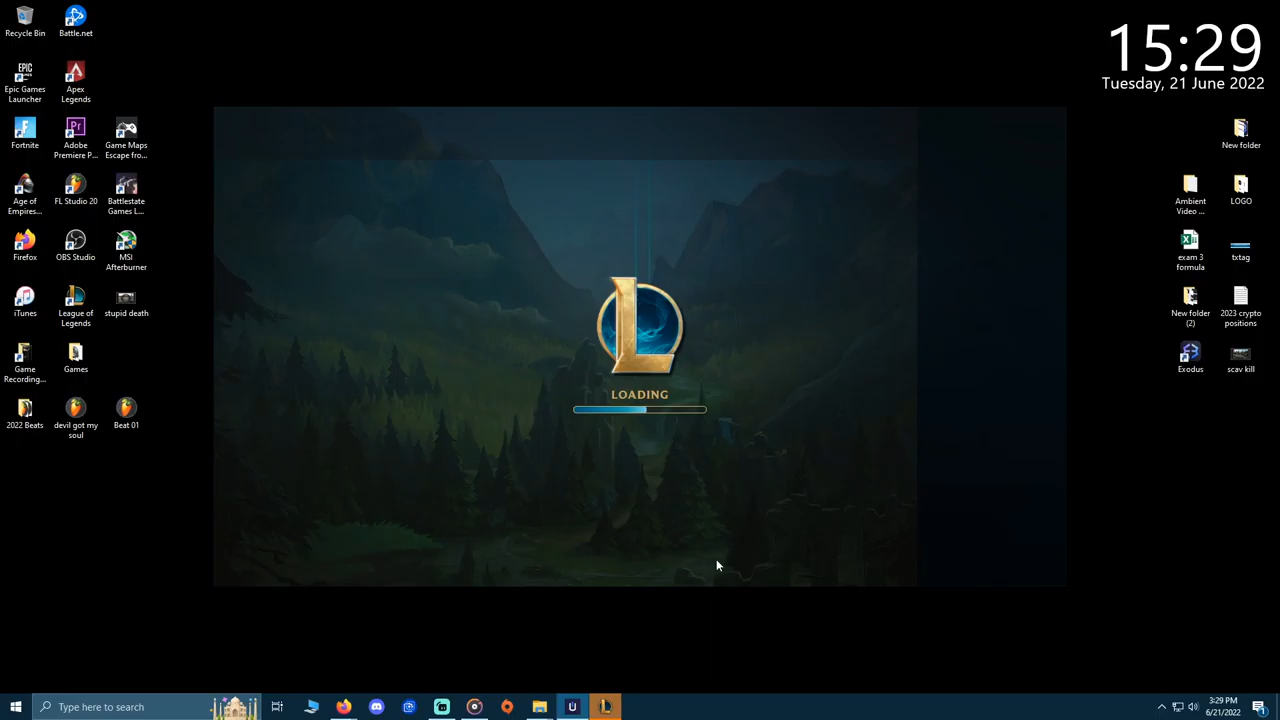 Recycle Bin
Battle.net
15:29
Tuesday, 21 June 2022
EPIC GAMES
Epic Games
Launcher
Apex
Legends
Fortnite
Adobe
Premiere P...
Game Maps
Escape fro...
New folder
Age of
Empires...
FL Studio 20
Battlestate
Games L...
Ambient
Video ...
LOGO
Firefox
OBS Studio
MSI
Afterburner
exam 3
formula
txtag
iTunes
League of
Legends
stupid death
New folder
(2)
2023 crypto
positions
Game
Recording...
Games
Exodus
scav kill
LOADING
2022 Beats
devil got my
soul
Beat 01
Type here to search
3:29 PM
6/21/2022
1